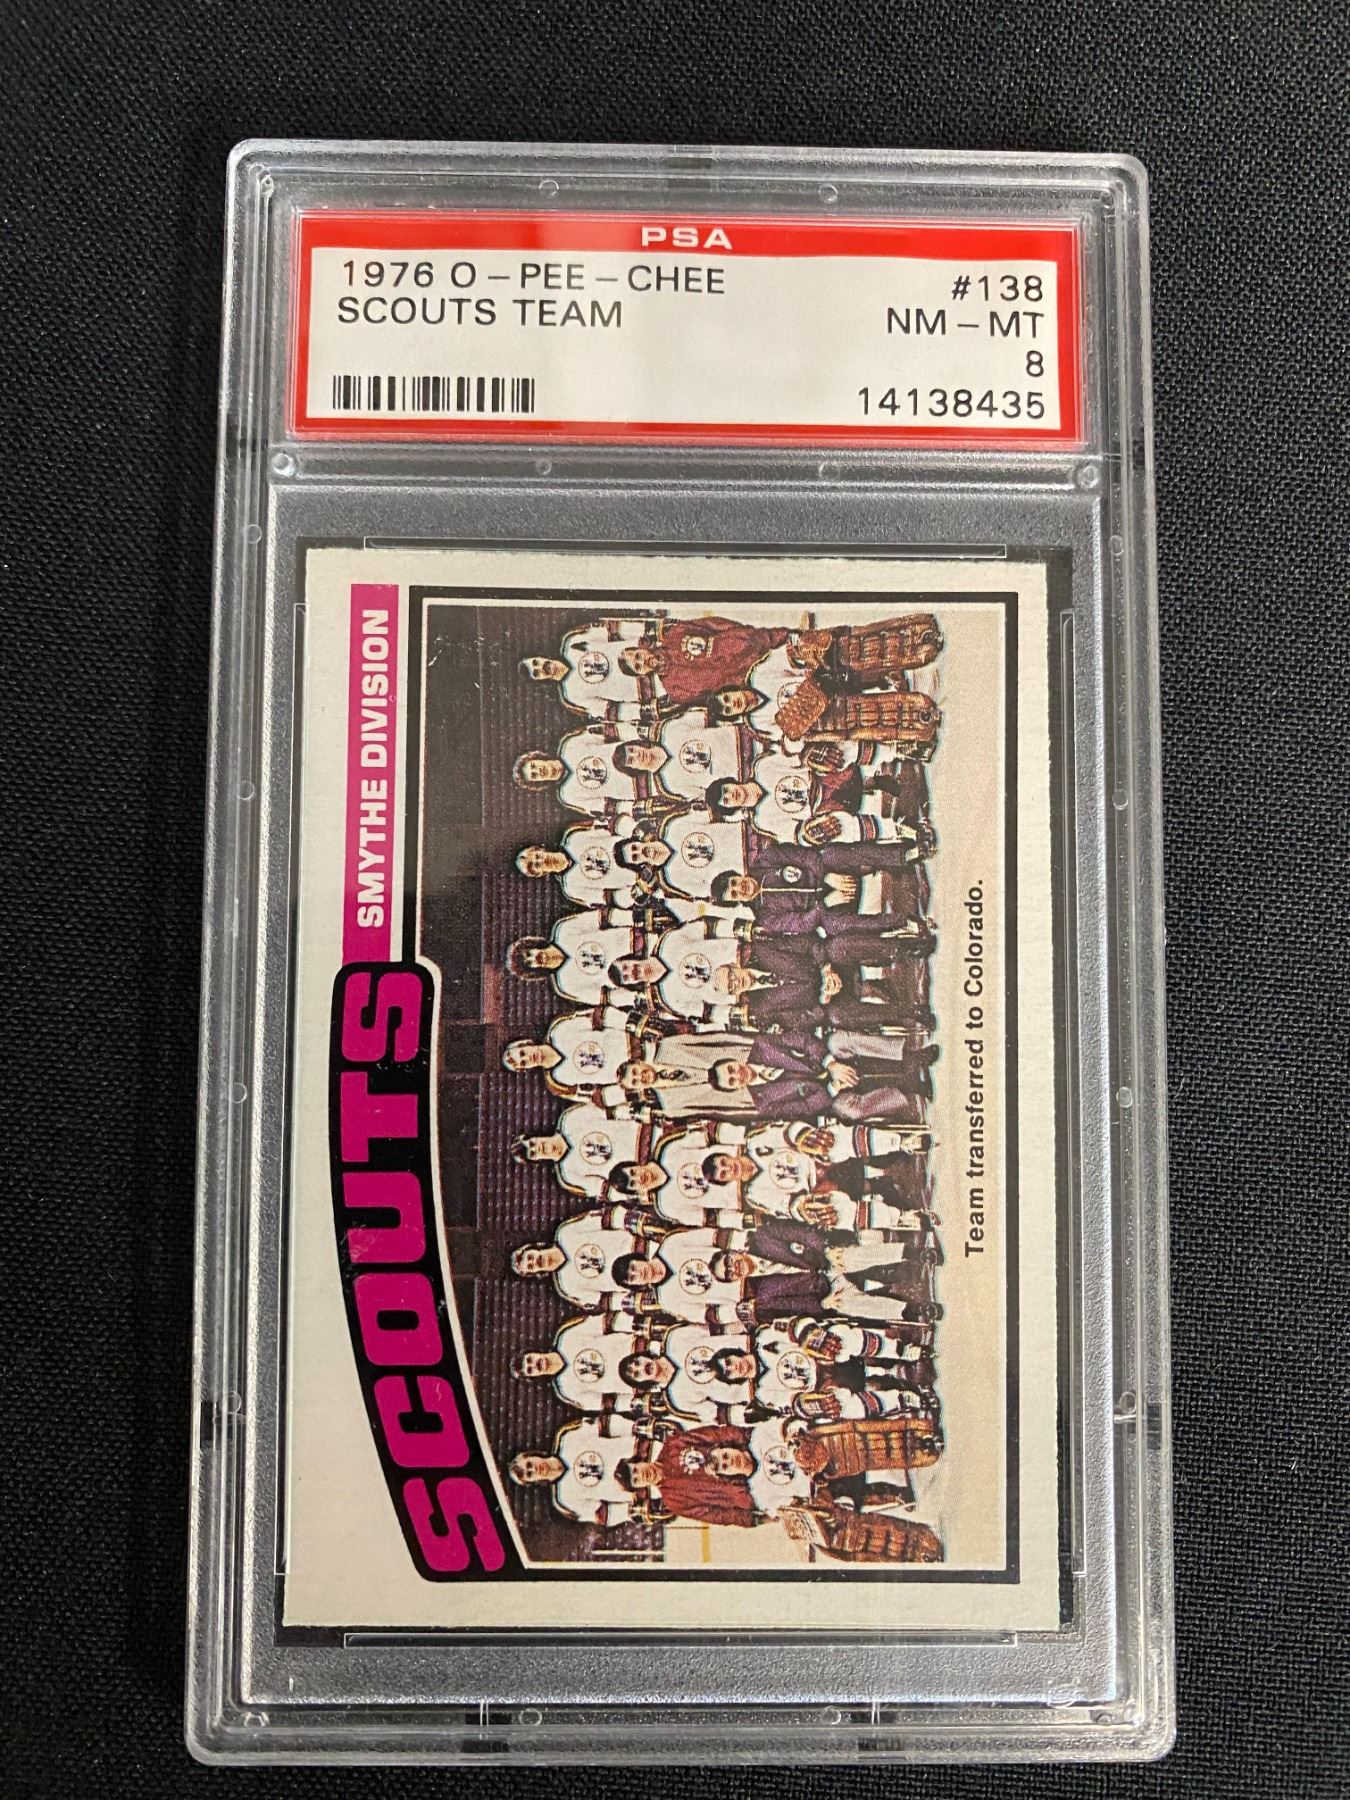 PSA
1976 O-PEE-CHEE
#138
SCOUTS TEAM
NM-MT
8
14138435
SCOUTS
SMYTHE DIVISION
Team transferred to Colorado.